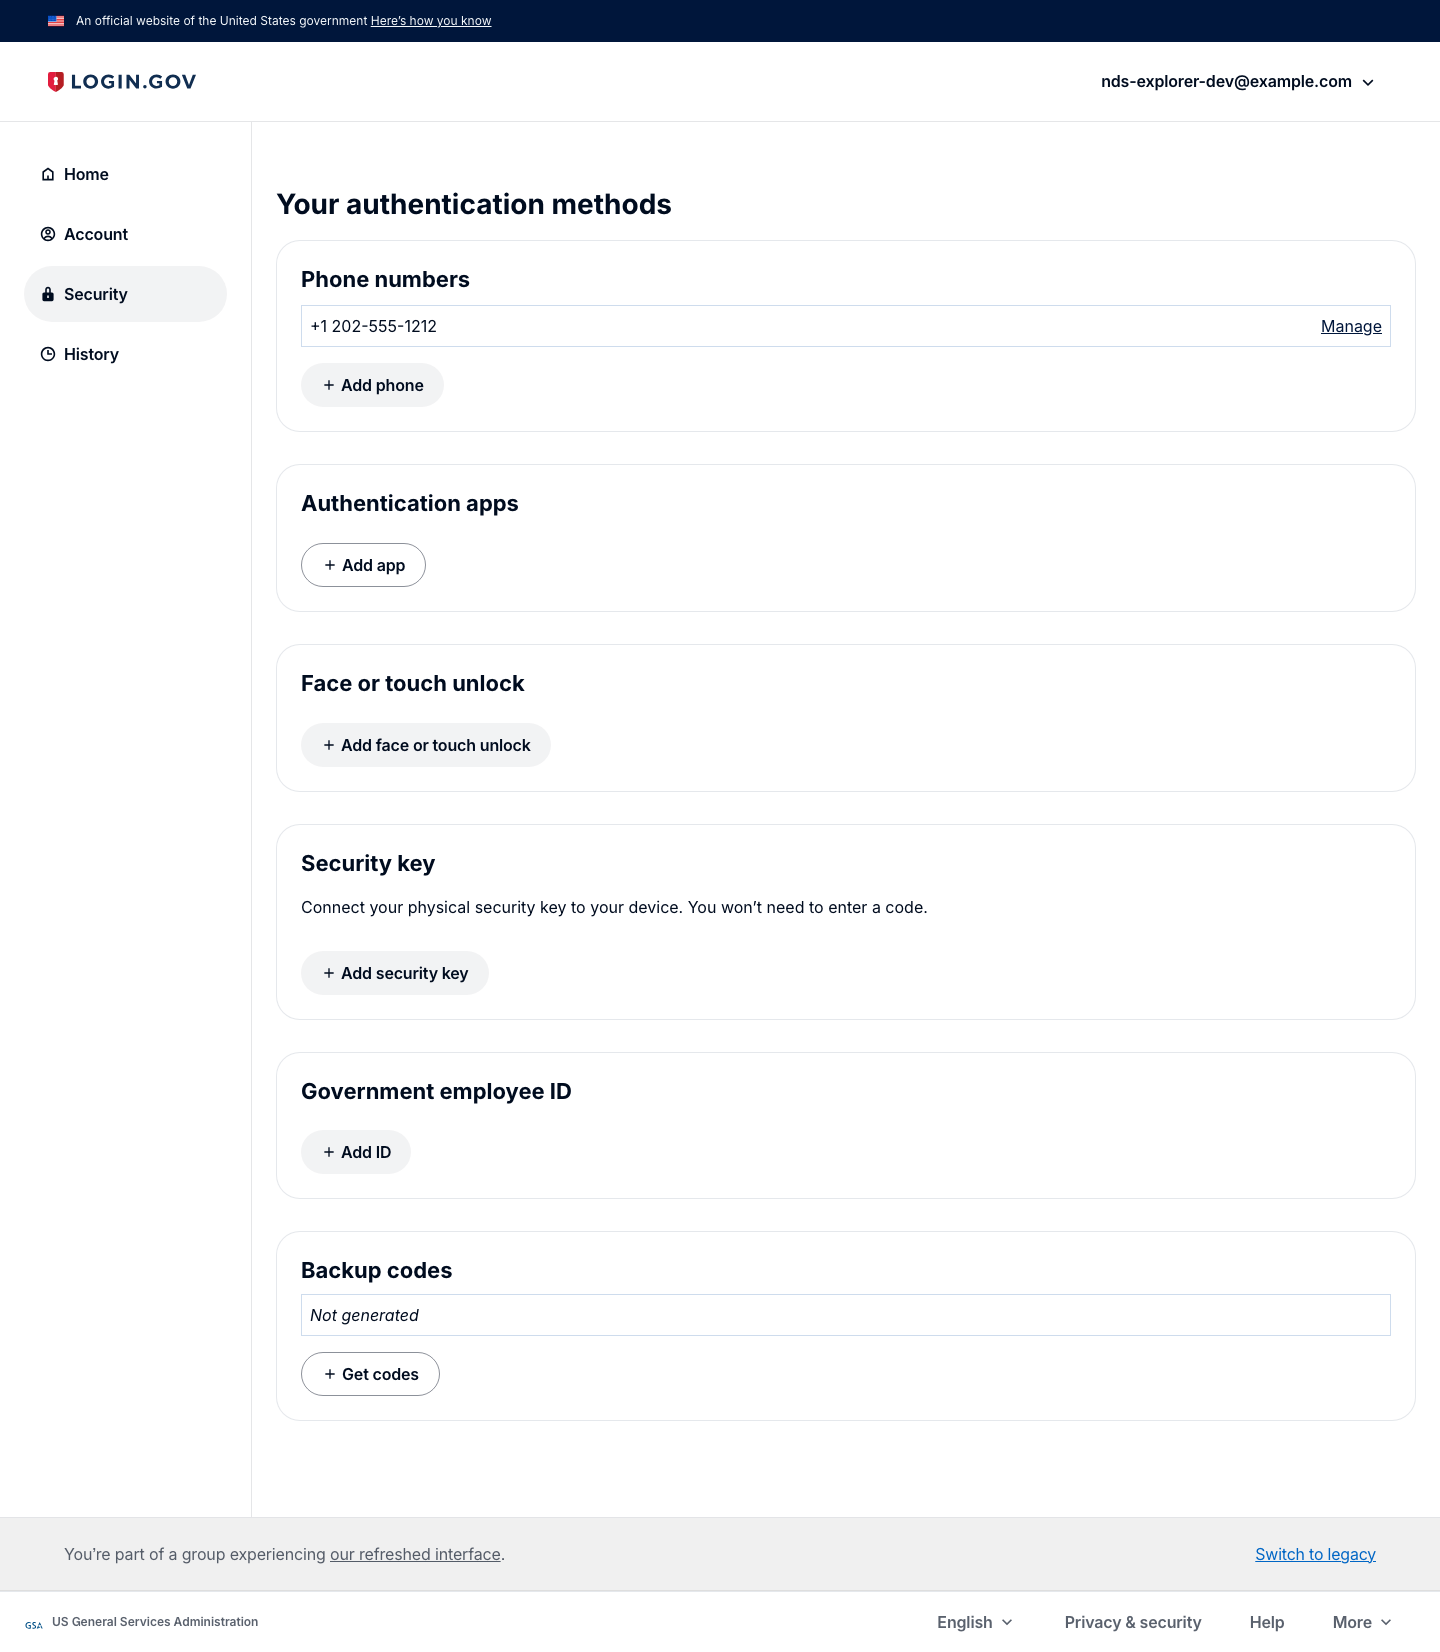 An official website of the United States government Here’s how you know
LOGIN.GOV
nds-explorer-dev@example.com
Home
Account
Security
History
Your authentication methods
Phone numbers
+1 202-555-1212 Manage
Add phone
Authentication apps
Add app
Face or touch unlock
Add face or touch unlock
Security key
Connect your physical security key to your device. You won’t need to enter a code.
Add security key
Government employee ID
Add ID
Backup codes
Not generated
Get codes
You’re part of a group experiencing our refreshed interface. Switch to legacy
GSA US General Services Administration English Privacy & security Help More